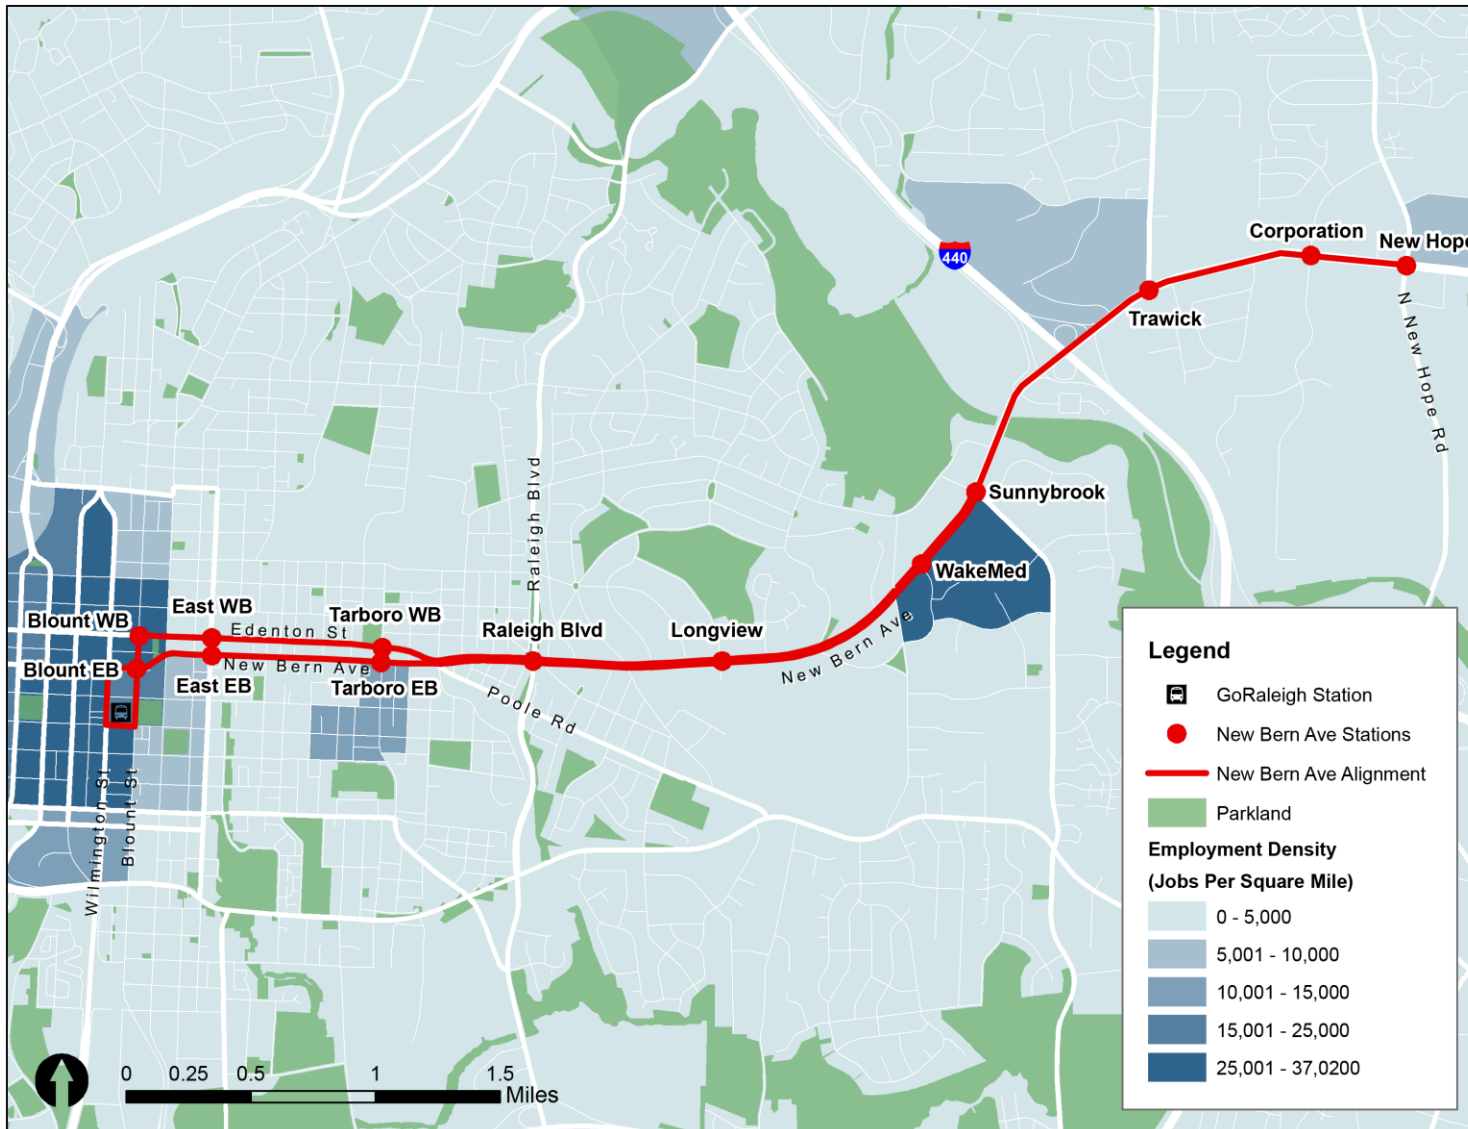 440
Corporation
New Hope
Trawick
N New Hope Rd
Raleigh Blvd
Sunnybrook
WakeMed
Blount WB
East WB
Edenton St
Tarboro WB
Raleigh Blvd
Longview
New Bern Ave
Blount EB
New Bern Ave
East EB
Tarboro EB
Poole Rd
Wilmington St
Blount St
Legend
GoRaleigh Station
New Bern Ave Stations
New Bern Ave Alignment
Parkland
Employment Density
(Jobs Per Square Mile)
0 - 5,000
5,001 - 10,000
10,001 - 15,000
15,001 - 25,000
25,001 - 37,0200
0 0.25 0.5 1 1.5
Miles